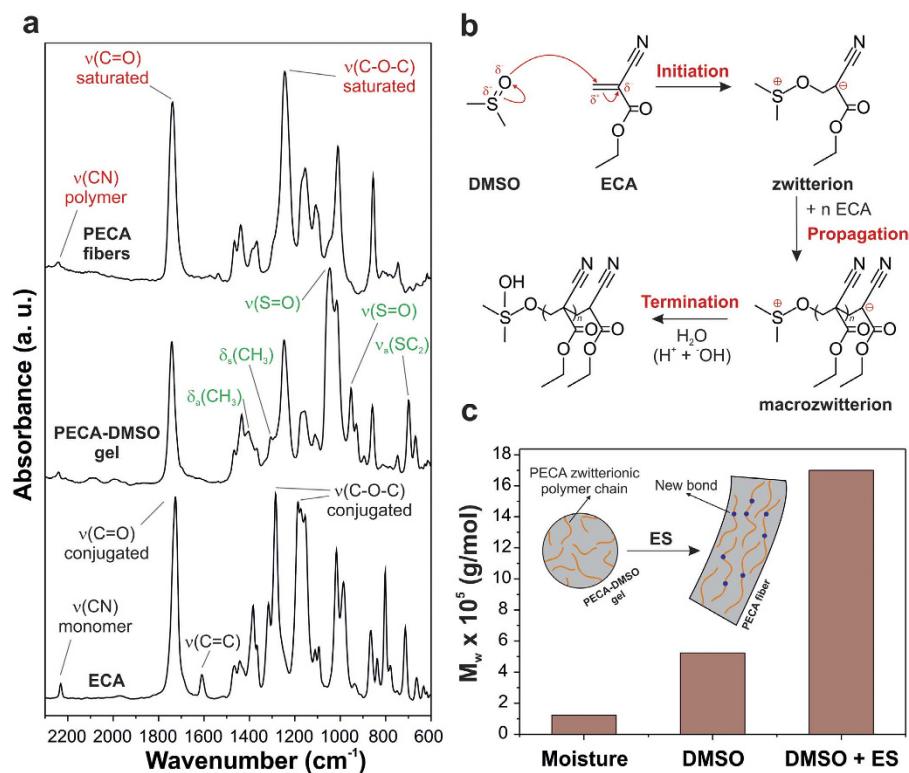 a
ν(C=O)
saturated
ν(C-O-C)
saturated
ν(CN)
polymer
PECA
fibers
ν(S=O)
ν(S=O)
νa(SC2)
δs(CH3)
δa(CH3)
PECA-DMSO
gel
ν(C-O-C)
conjugated
ν(C=O)
conjugated
ν(CN)
monomer
ν(C=C)
ECA
Absorbance (a. u.)
2200 2000 1800 1600 1400 1200 1000 800 600
Wavenumber (cm-1)
b
δ-
O
δ+
S
DMSO
N
δ+
δ-
O
O
ECA
Initiation
N
⊕
S
O
⊖
O
O
zwitterion
+ n ECA
Propagation
N
N
⊕
S
O
n
⊖
O
O
O
O
macrozwitterion
Termination
H2O
(H+ + -OH)
OH
S
O
N
N
n
O
O
O
O
c
Mw x 10^5 (g/mol)
18
16
14
12
10
8
6
4
2
0
PECA zwitterionic
polymer chain
New bond
ES
PECA-DMSO
gel
PECA fiber
Moisture DMSO DMSO + ES